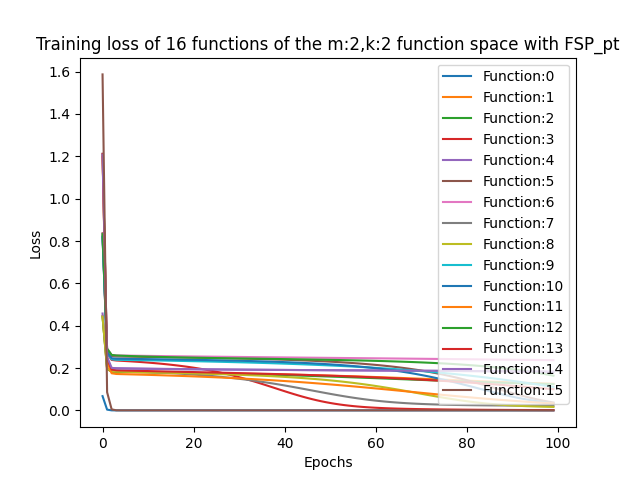 Training loss of 16 functions of the m:2,k:2 function space with FSP_pt
Loss
1.6
1.4
1.2
1.0
0.8
0.6
0.4
0.2
0.0
Function:0
Function:1
Function:2
Function:3
Function:4
Function:5
Function:6
Function:7
Function:8
Function:9
Function:10
Function:11
Function:12
Function:13
Function:14
Function:15
0 20 40 60 80 100
Epochs